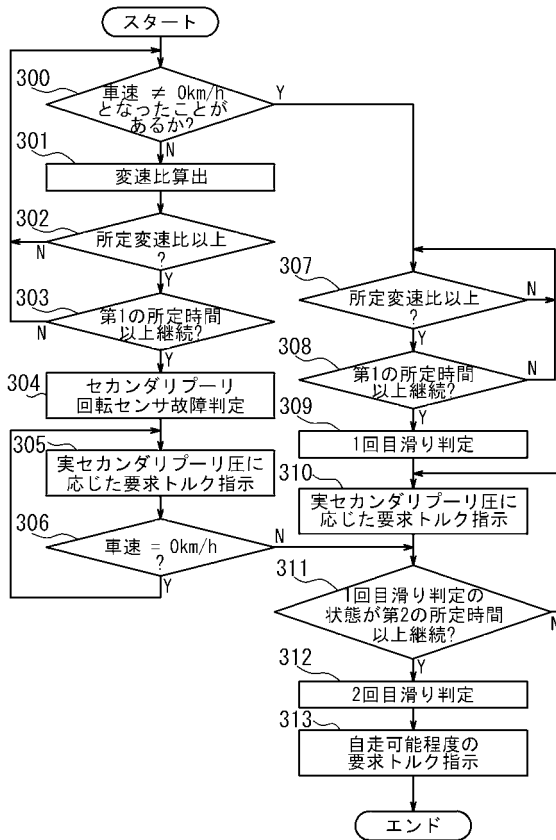 スタート
300
車速 ≠ 0km/h
となったことが
あるか?
Y
N
301
変速比算出
302
所定変速比以上
?
N
Y
303
第1の所定時間
以上継続?
N
Y
304
セカンダリプーリ
回転センサ故障判定
305
実セカンダリプーリ圧に
応じた要求トルク指示
306
車速 = 0km/h
?
N
Y
307
所定変速比以上
?
N
Y
308
第1の所定時間
以上継続?
N
Y
309
1回目滑り判定
310
実セカンダリプーリ圧に
応じた要求トルク指示
311
1回目滑り判定の
状態が第2の所定時間
以上継続?
N
Y
312
2回目滑り判定
313
自走可能程度の
要求トルク指示
エンド